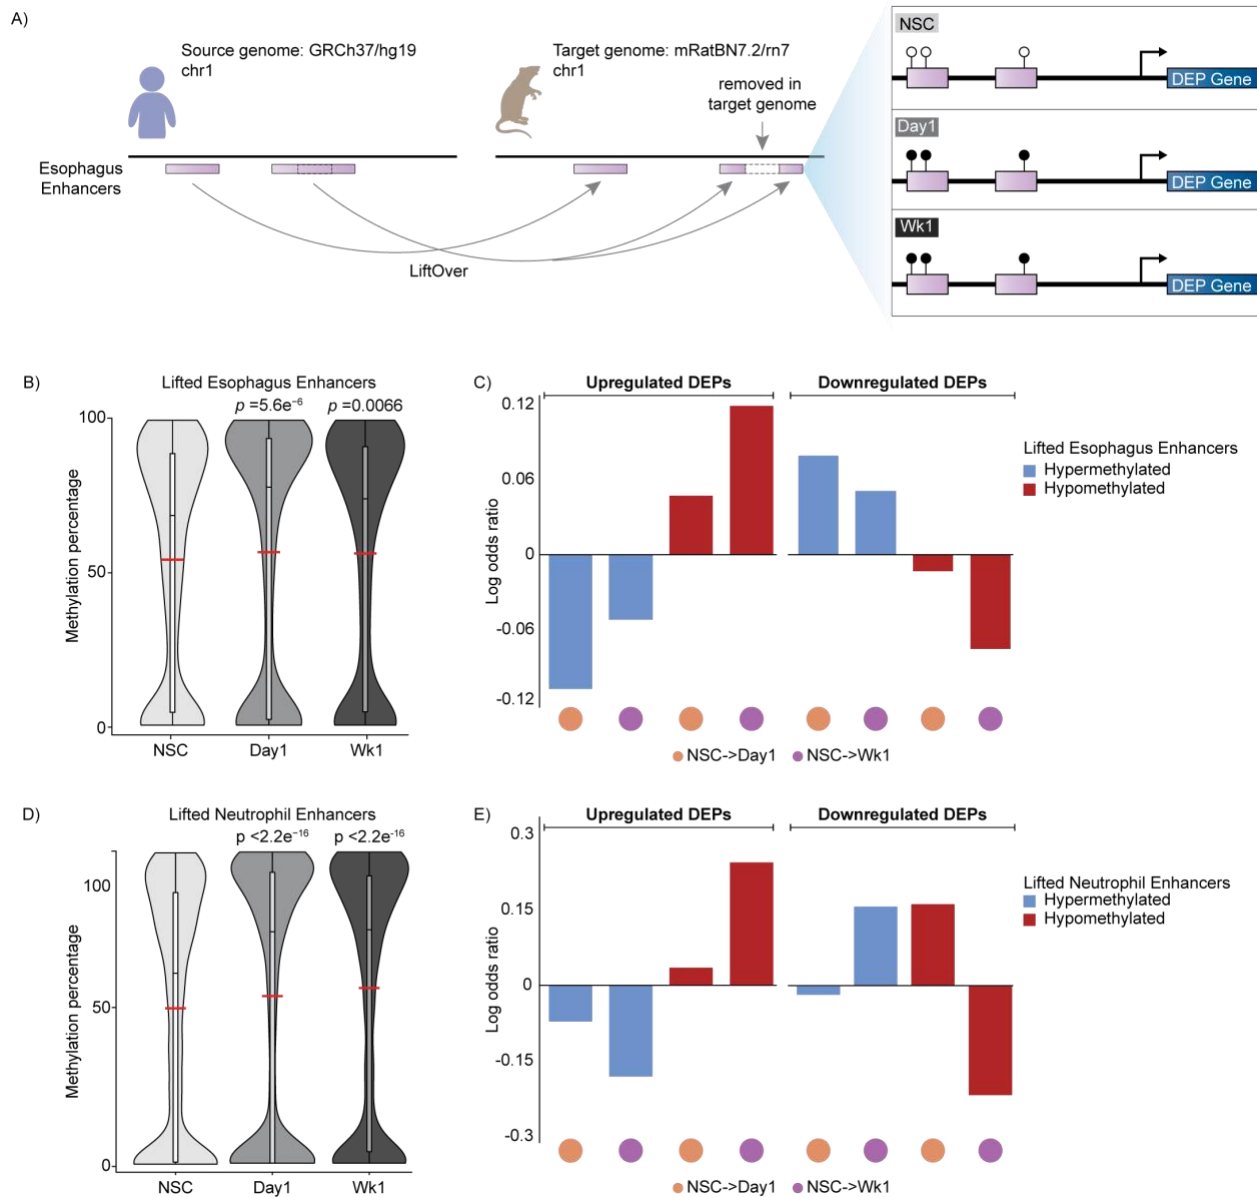 A)
Source genome: GRCh37/hg19
chr1
Target genome: mRatBN7.2/rn7
chr1
removed in
target genome
Esophagus
Enhancers
LiftOver
NSC
DEP Gene
Day1
DEP Gene
Wk1
DEP Gene
B)
Lifted Esophagus Enhancers
p =5.6e⁻⁶
p =0.0066
Methylation percentage
100
50
0
NSC
Day1
Wk1
C)
Upregulated DEPs
Downregulated DEPs
Log odds ratio
0.12
0.06
0
-0.06
-0.12
NSC->Day1
NSC->Wk1
Lifted Esophagus Enhancers
Hypermethylated
Hypomethylated
D)
Lifted Neutrophil Enhancers
p <2.2e⁻¹⁶
p <2.2e⁻¹⁶
Methylation percentage
100
50
0
NSC
Day1
Wk1
E)
Upregulated DEPs
Downregulated DEPs
Log odds ratio
0.3
0.15
0
-0.15
-0.3
NSC->Day1
NSC->Wk1
Lifted Neutrophil Enhancers
Hypermethylated
Hypomethylated